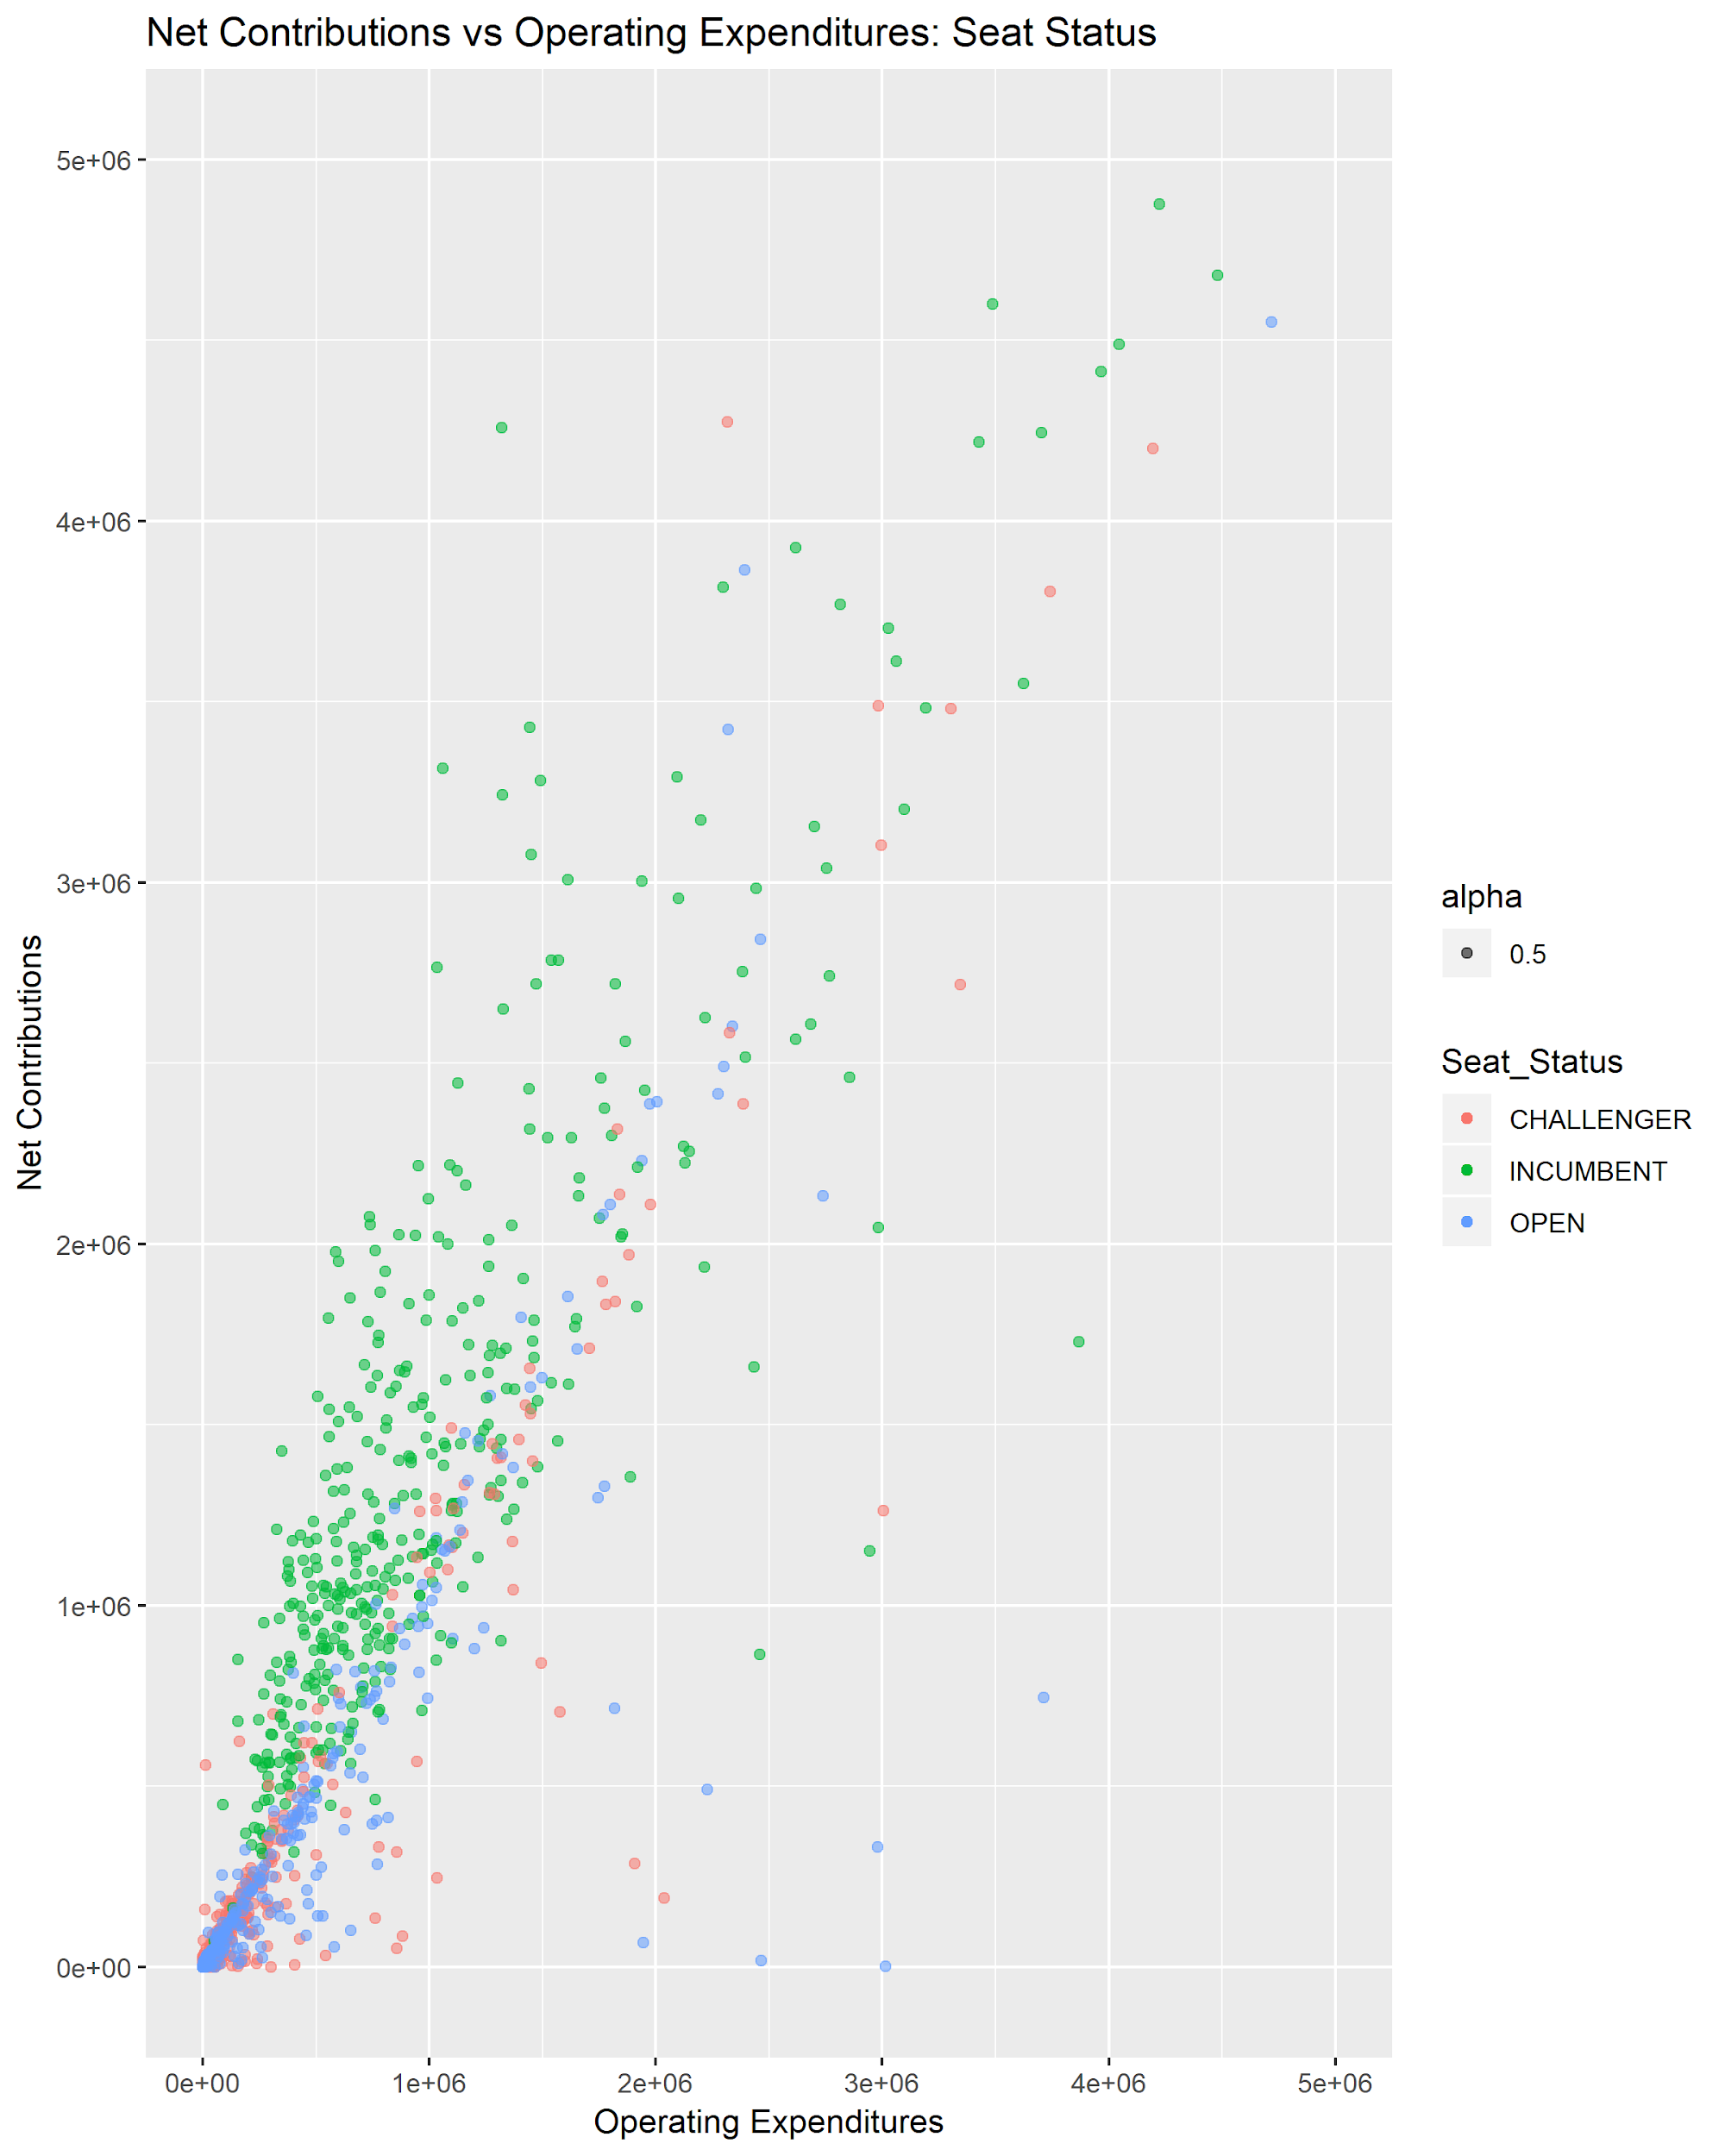 Net Contributions vs Operating Expenditures: Seat Status
5e+06
4e+06
3e+06
2e+06
1e+06
0e+00
Net Contributions
0e+00 1e+06 2e+06 3e+06 4e+06 5e+06
Operating Expenditures
alpha
0.5
Seat_Status
CHALLENGER
INCUMBENT
OPEN